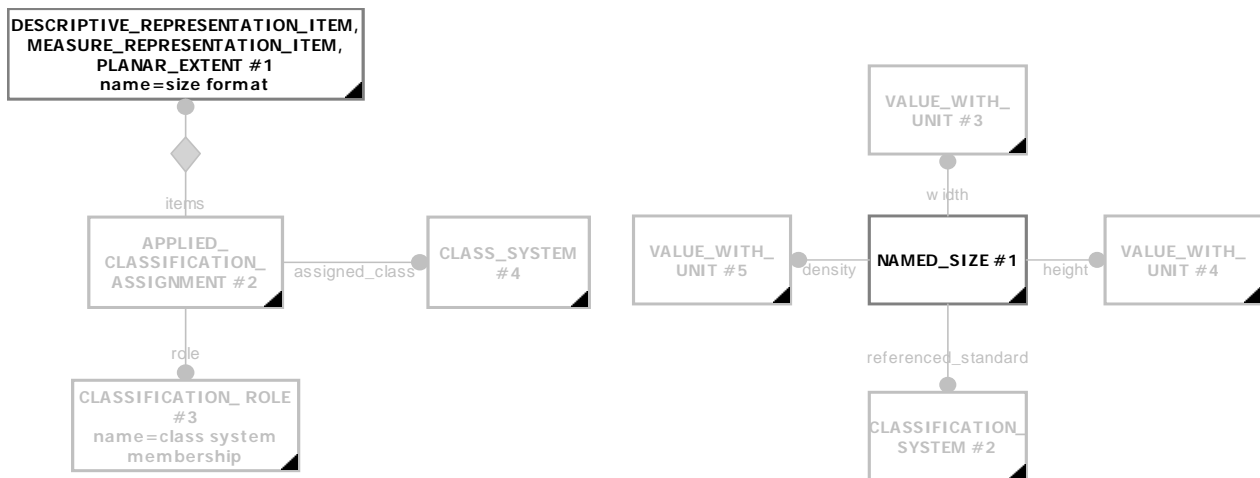 DESCRIPTIVE_REPRESENTATION_ITEM,
MEASURE_REPRESENTATION_ITEM,
PLANAR_EXTENT #1
name=size format
items
APPLIED_
CLASSIFICATION_
ASSIGNMENT #2
assigned_class
CLASS_SYSTEM
#4
role
CLASSIFICATION_ ROLE
#3
name=class system
membership
VALUE_WITH_
UNIT #3
width
VALUE_WITH_
UNIT #5
density
NAMED_SIZE #1
height
VALUE_WITH_
UNIT #4
referenced_standard
CLASSIFICATION_
SYSTEM #2